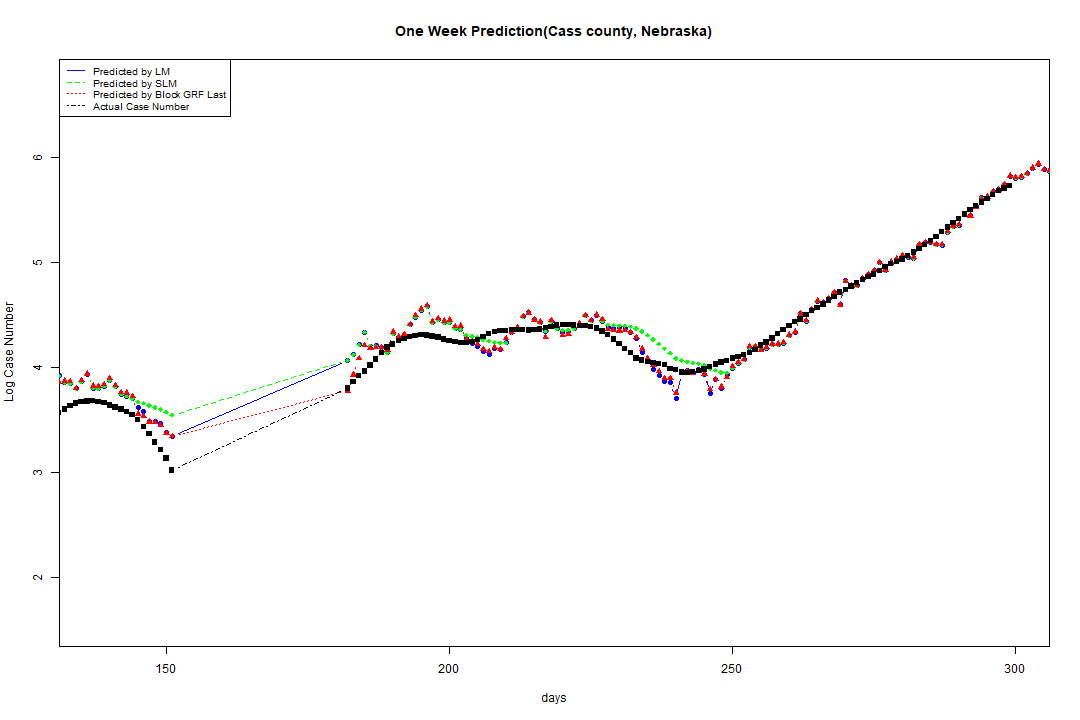 One Week Prediction(Cass county, Nebraska)
Predicted by LM
Predicted by SLM
Predicted by Block GRF Last
Actual Case Number
6
5
4
3
2
Log Case Number
150
200
250
300
days